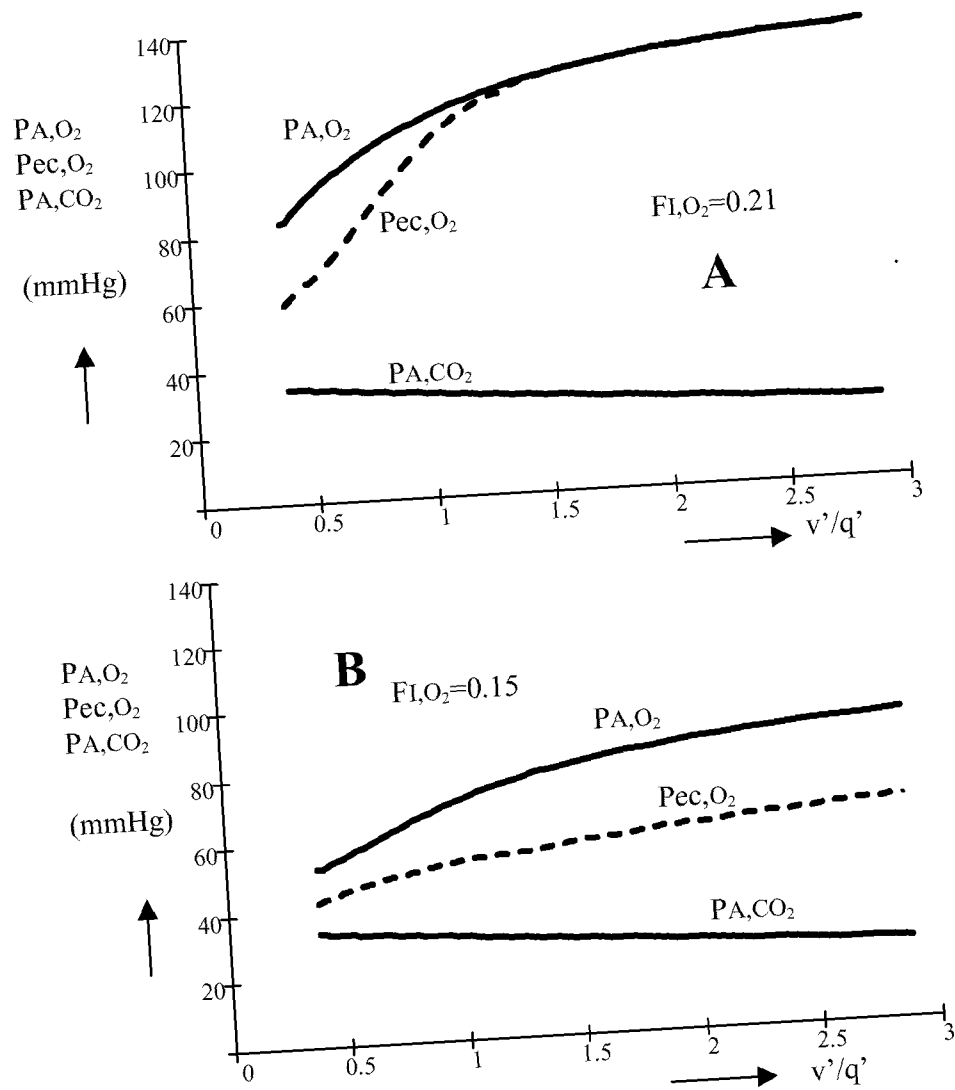 140
120
100
80
60
40
20
PA,O₂
Pec,O₂
PA,CO₂
(mmHg)
PA,O₂
Pec,O₂
FI,O₂=0.21
A
PA,CO₂
0 0.5 1 1.5 2 2.5 3
v'/q'
140
120
100
80
60
40
20
PA,O₂
Pec,O₂
PA,CO₂
(mmHg)
B
FI,O₂=0.15
PA,O₂
Pec,O₂
PA,CO₂
0 0.5 1 1.5 2 2.5 3
v'/q'